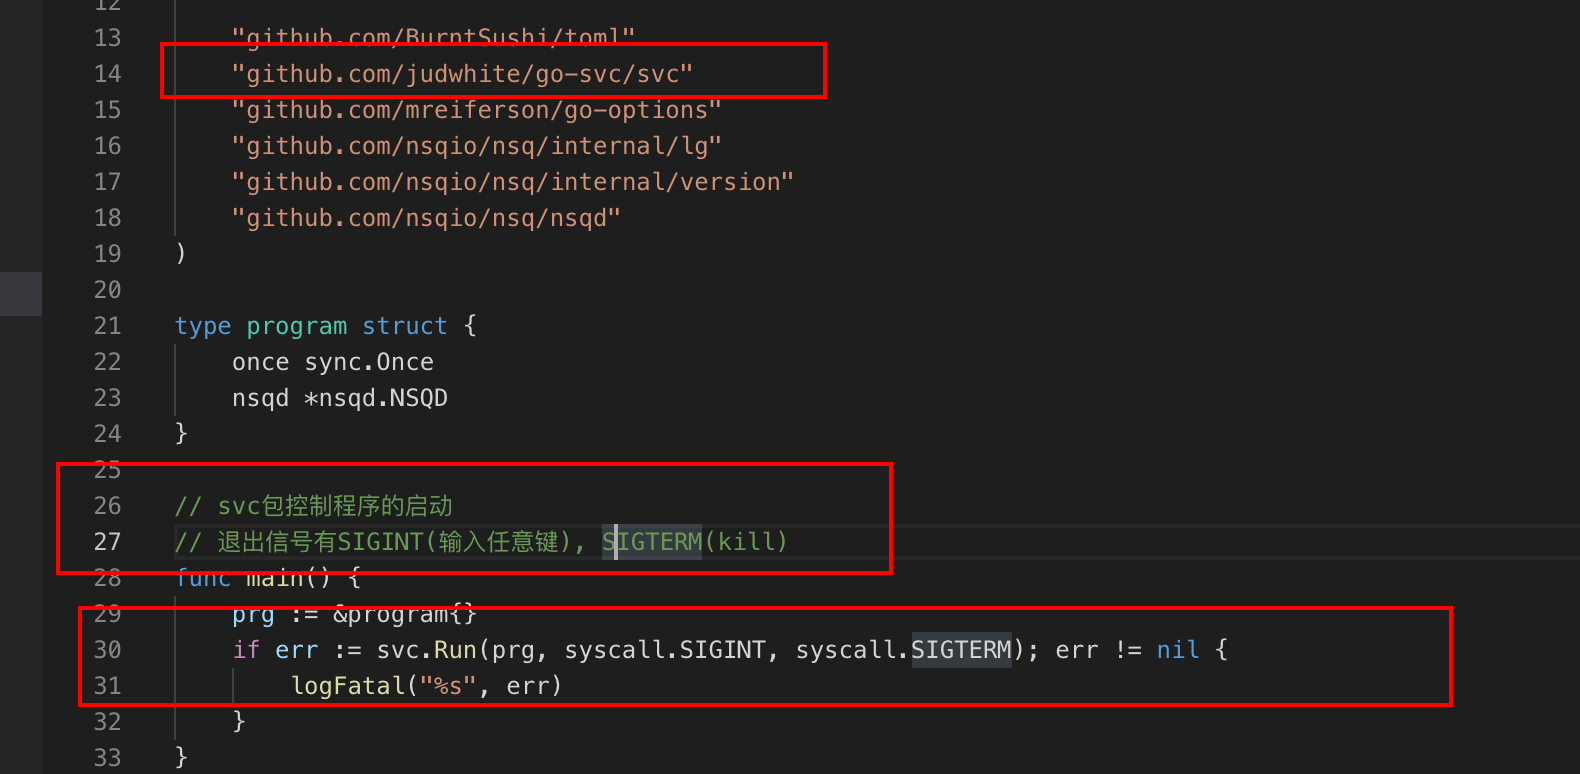 12
13 "github.com/BurntSushi/toml"
14 "github.com/judwhite/go-svc/svc"
15 "github.com/mreiferson/go-options"
16 "github.com/nsqio/nsq/internal/lg"
17 "github.com/nsqio/nsq/internal/version"
18 "github.com/nsqio/nsq/nsqd"
19 )
20
21 type program struct {
22 once sync.Once
23 nsqd *nsqd.NSQD
24 }
25
26 // svc包控制程序的启动
27 // 退出信号有SIGINT(输入任意键), SIGTERM(kill)
28 func main() {
29 prg := &program{}
30 if err := svc.Run(prg, syscall.SIGINT, syscall.SIGTERM); err != nil {
31 logFatal("%s", err)
32 }
33 }